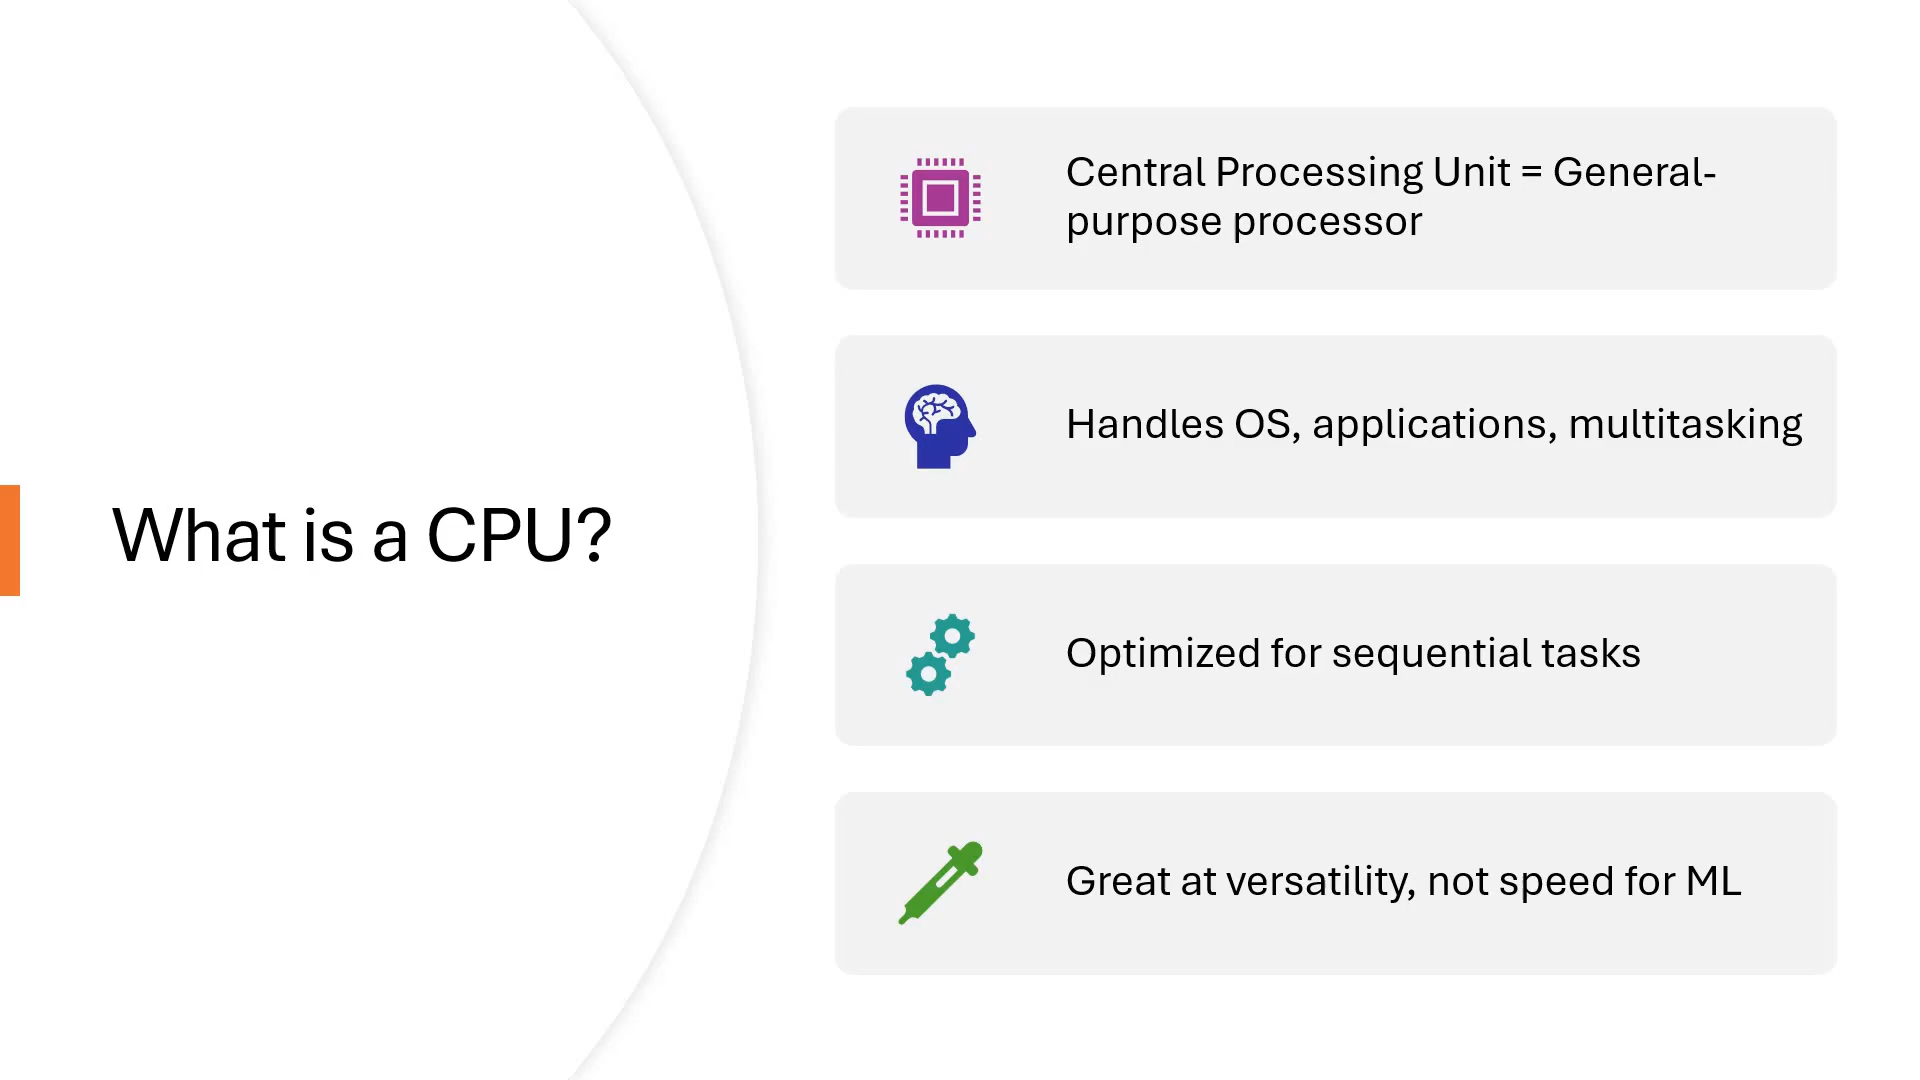 What is a CPU?
Central Processing Unit = General-
purpose processor
Handles OS, applications, multitasking
Optimized for sequential tasks
Great at versatility, not speed for ML